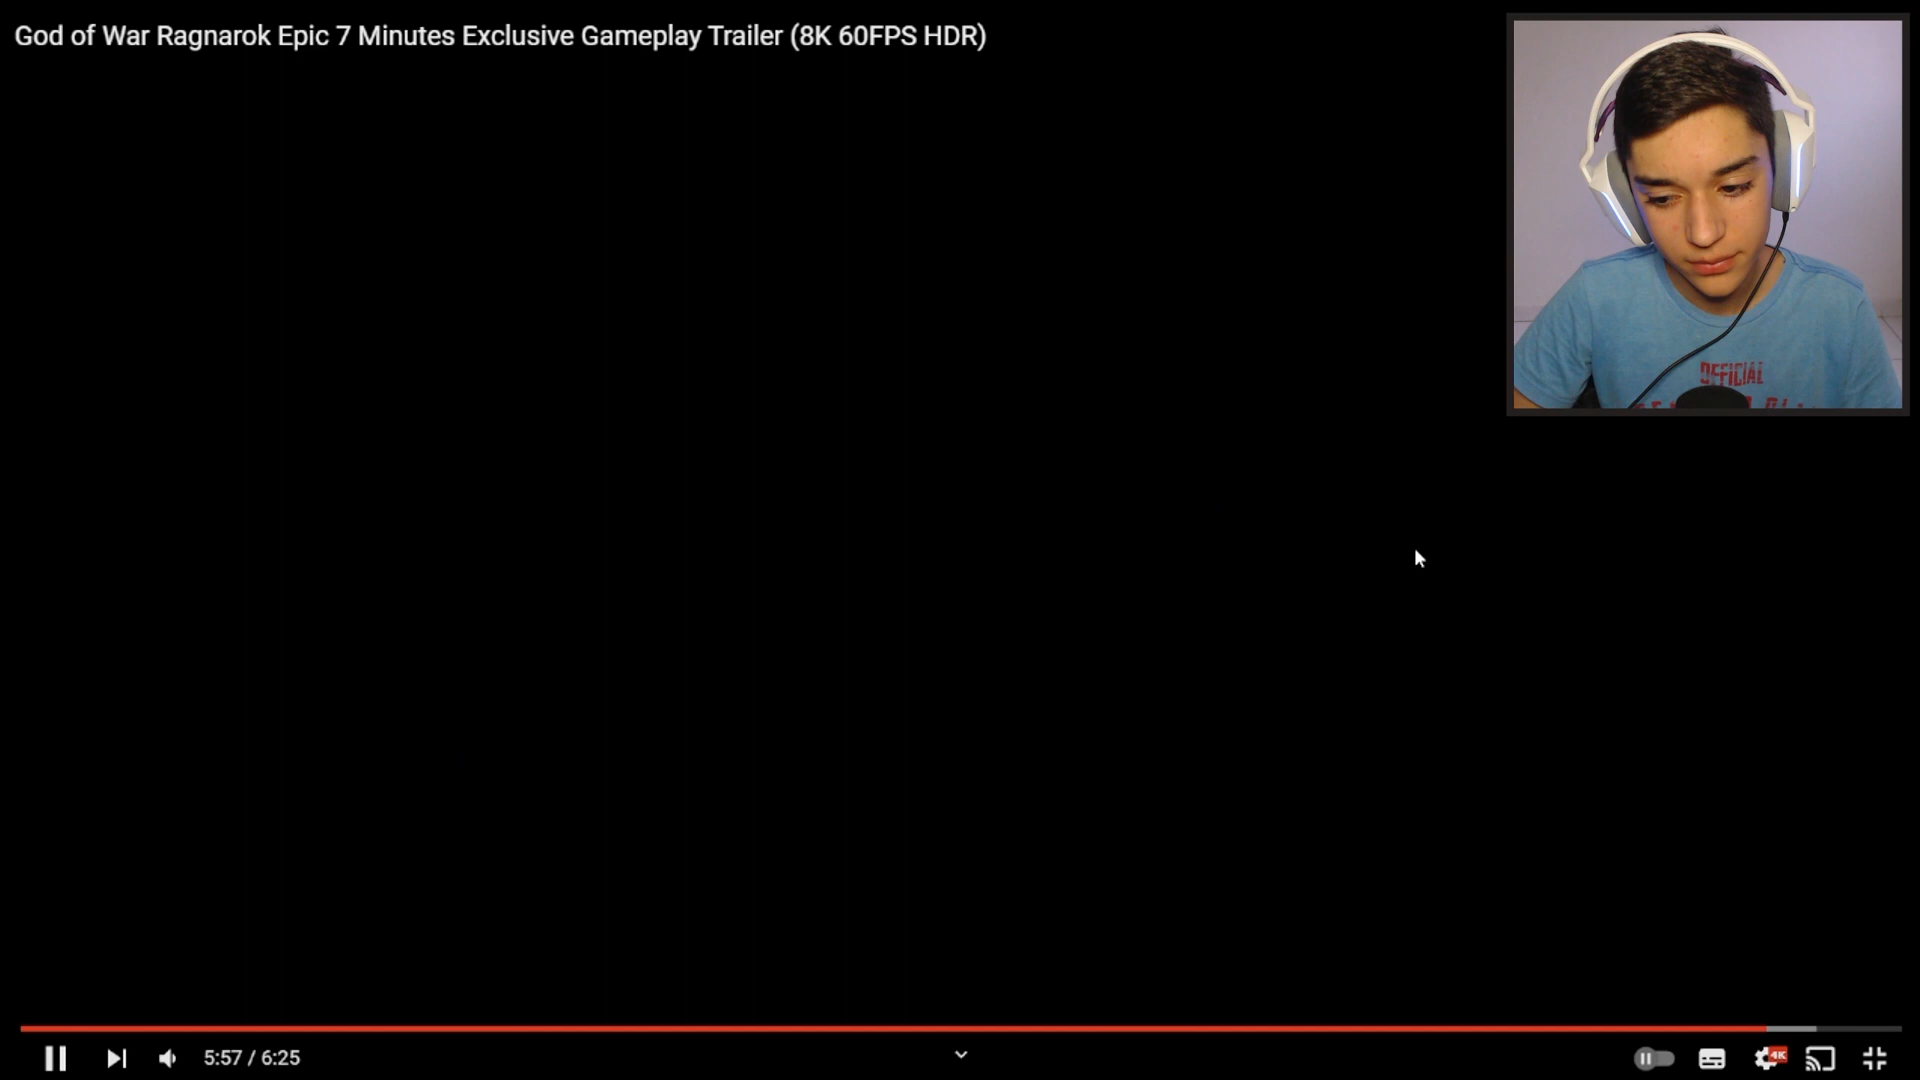 God of War Ragnarok Epic 7 Minutes Exclusive Gameplay Trailer (8K 60FPS HDR)
OFFICIAL
5:57 / 6:25
4K